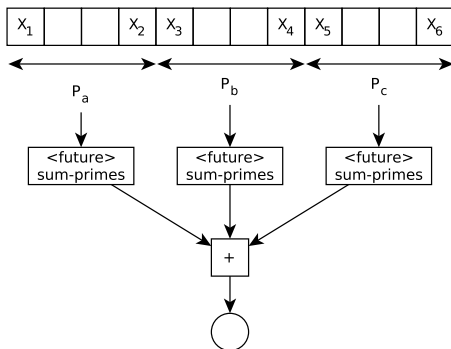 X1 X2 X3 X4 X5 X6
Pa Pb Pc
<future> <future> <future>
sum-primes sum-primes sum-primes
+